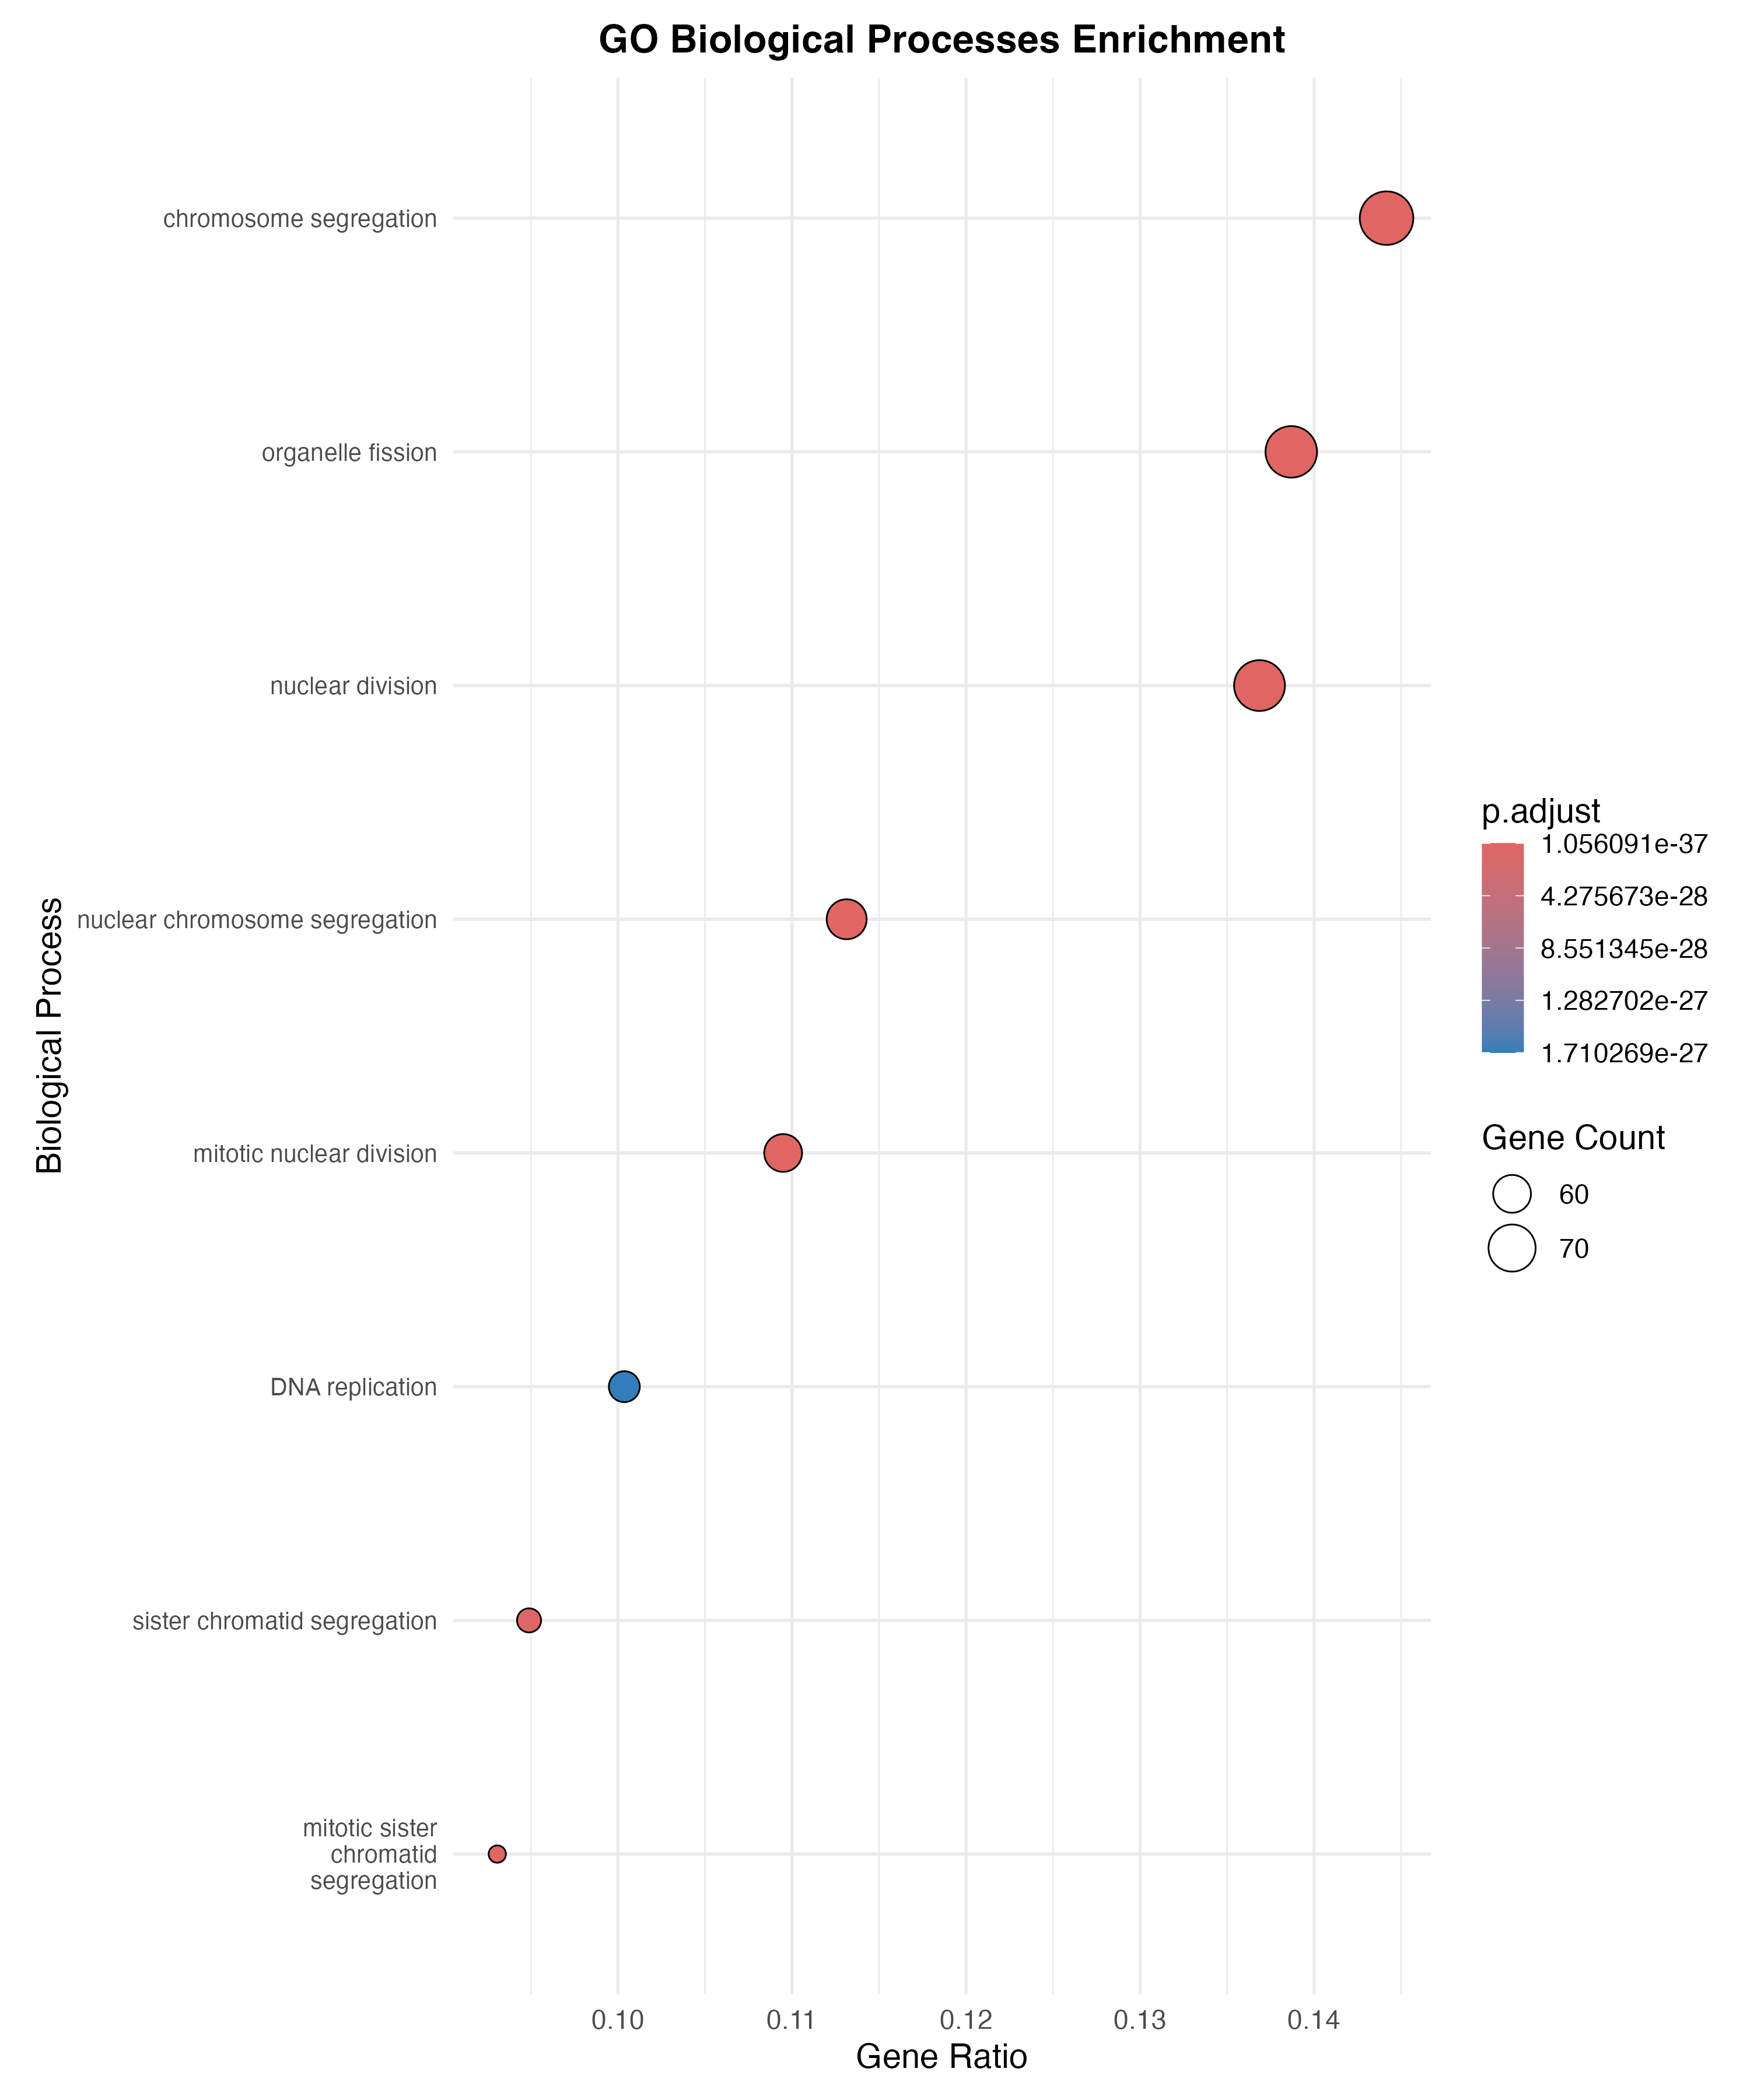 GO Biological Processes Enrichment
Biological Process
chromosome segregation
organelle fission
nuclear division
nuclear chromosome segregation
mitotic nuclear division
DNA replication
sister chromatid segregation
mitotic sister
chromatid
segregation
0.10
0.11
0.12
0.13
0.14
Gene Ratio
p.adjust
1.056091e-37
4.275673e-28
8.551345e-28
1.282702e-27
1.710269e-27
Gene Count
60
70